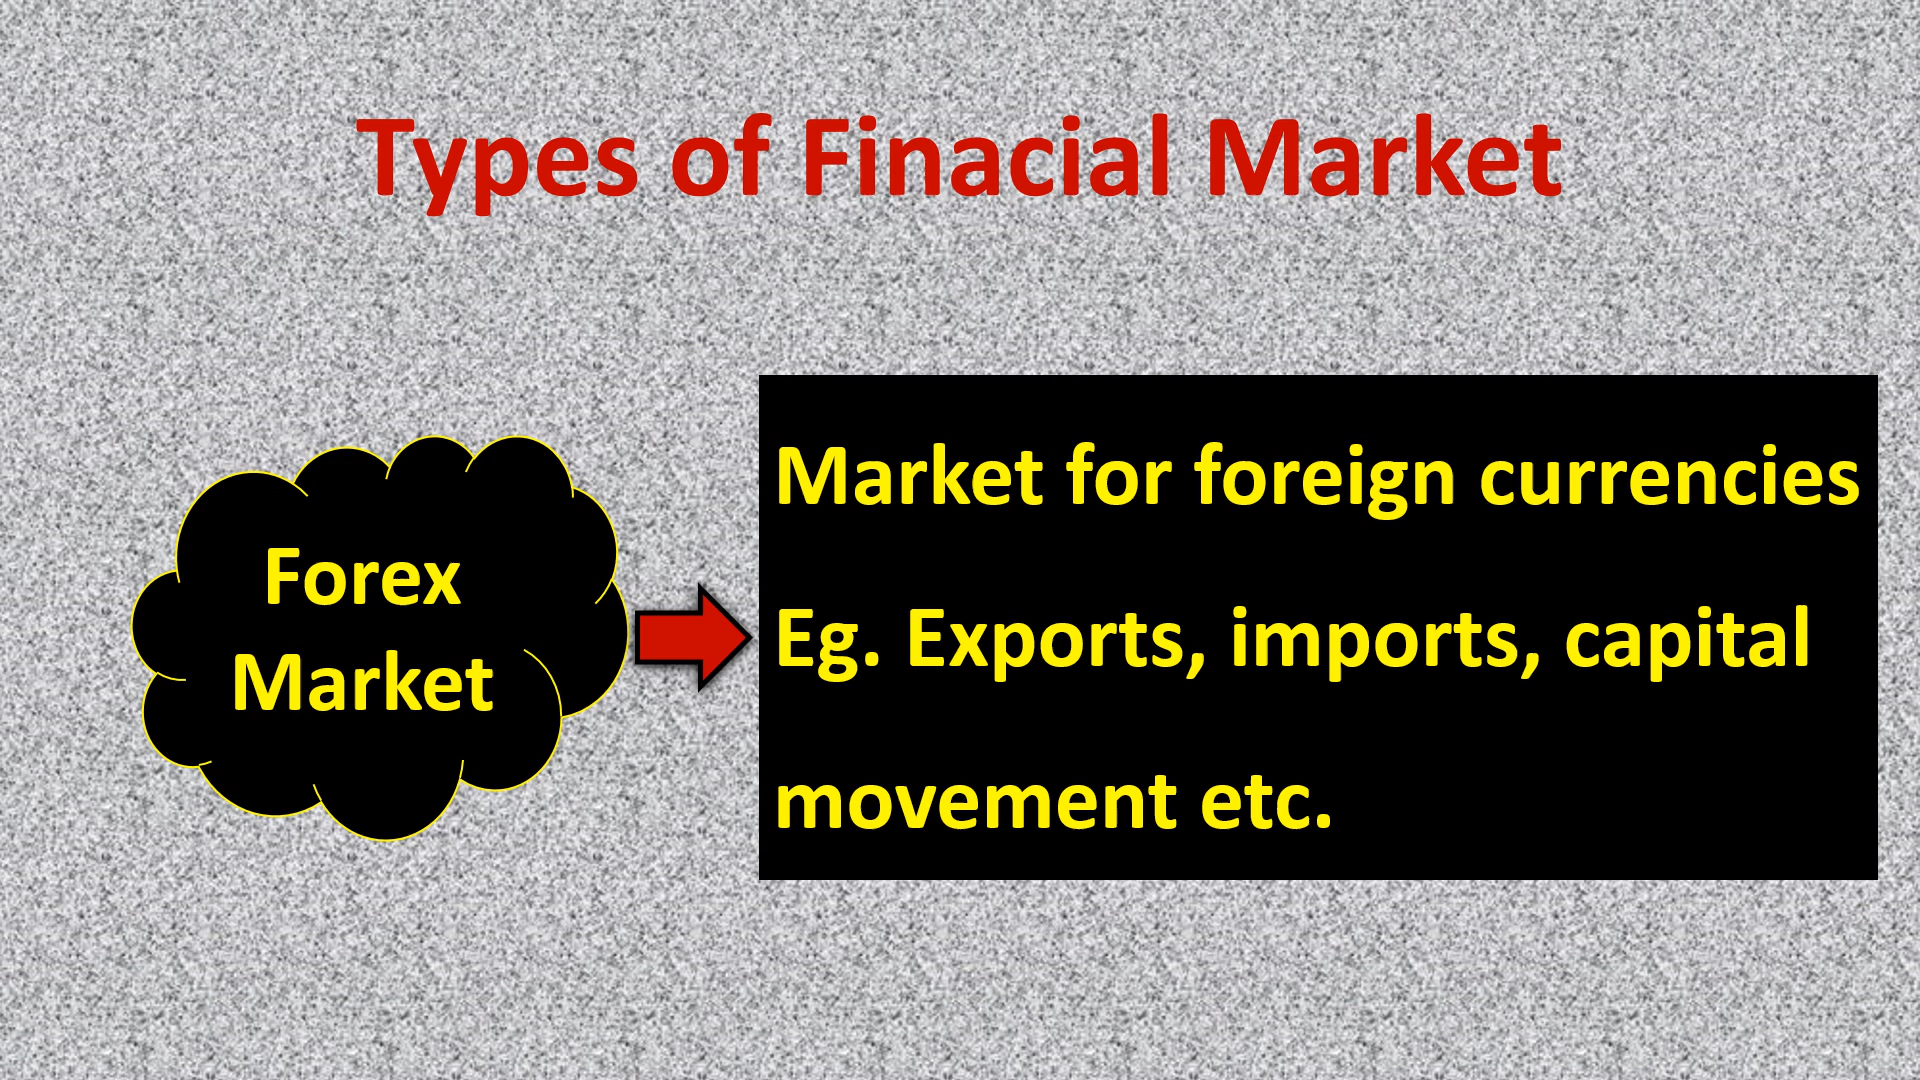 Types of Finacial Market
Forex
Market
Market for foreign currencies
Eg. Exports, imports, capital
movement etc.